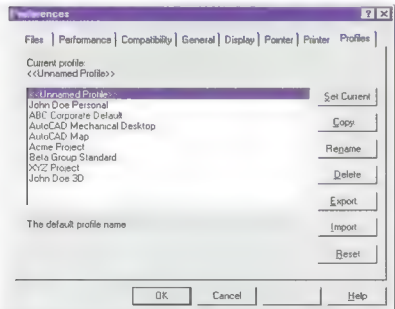 Preferences
Files Performance Compatibility General Display Pointer Printer Profiles
Current profile:
<<Unnamed Profile>>
<<Unnamed Profile>>
John Doe Personal
ABC Corporate Default
AutoCAD Mechanical Desktop
AutoCAD Map
Acme Project
Beta Group Standard
XYZ Project
John Doe 3D
Set Current
Copy
Rename
Delete
Export
Import
Reset
The default profile name
OK Cancel Help